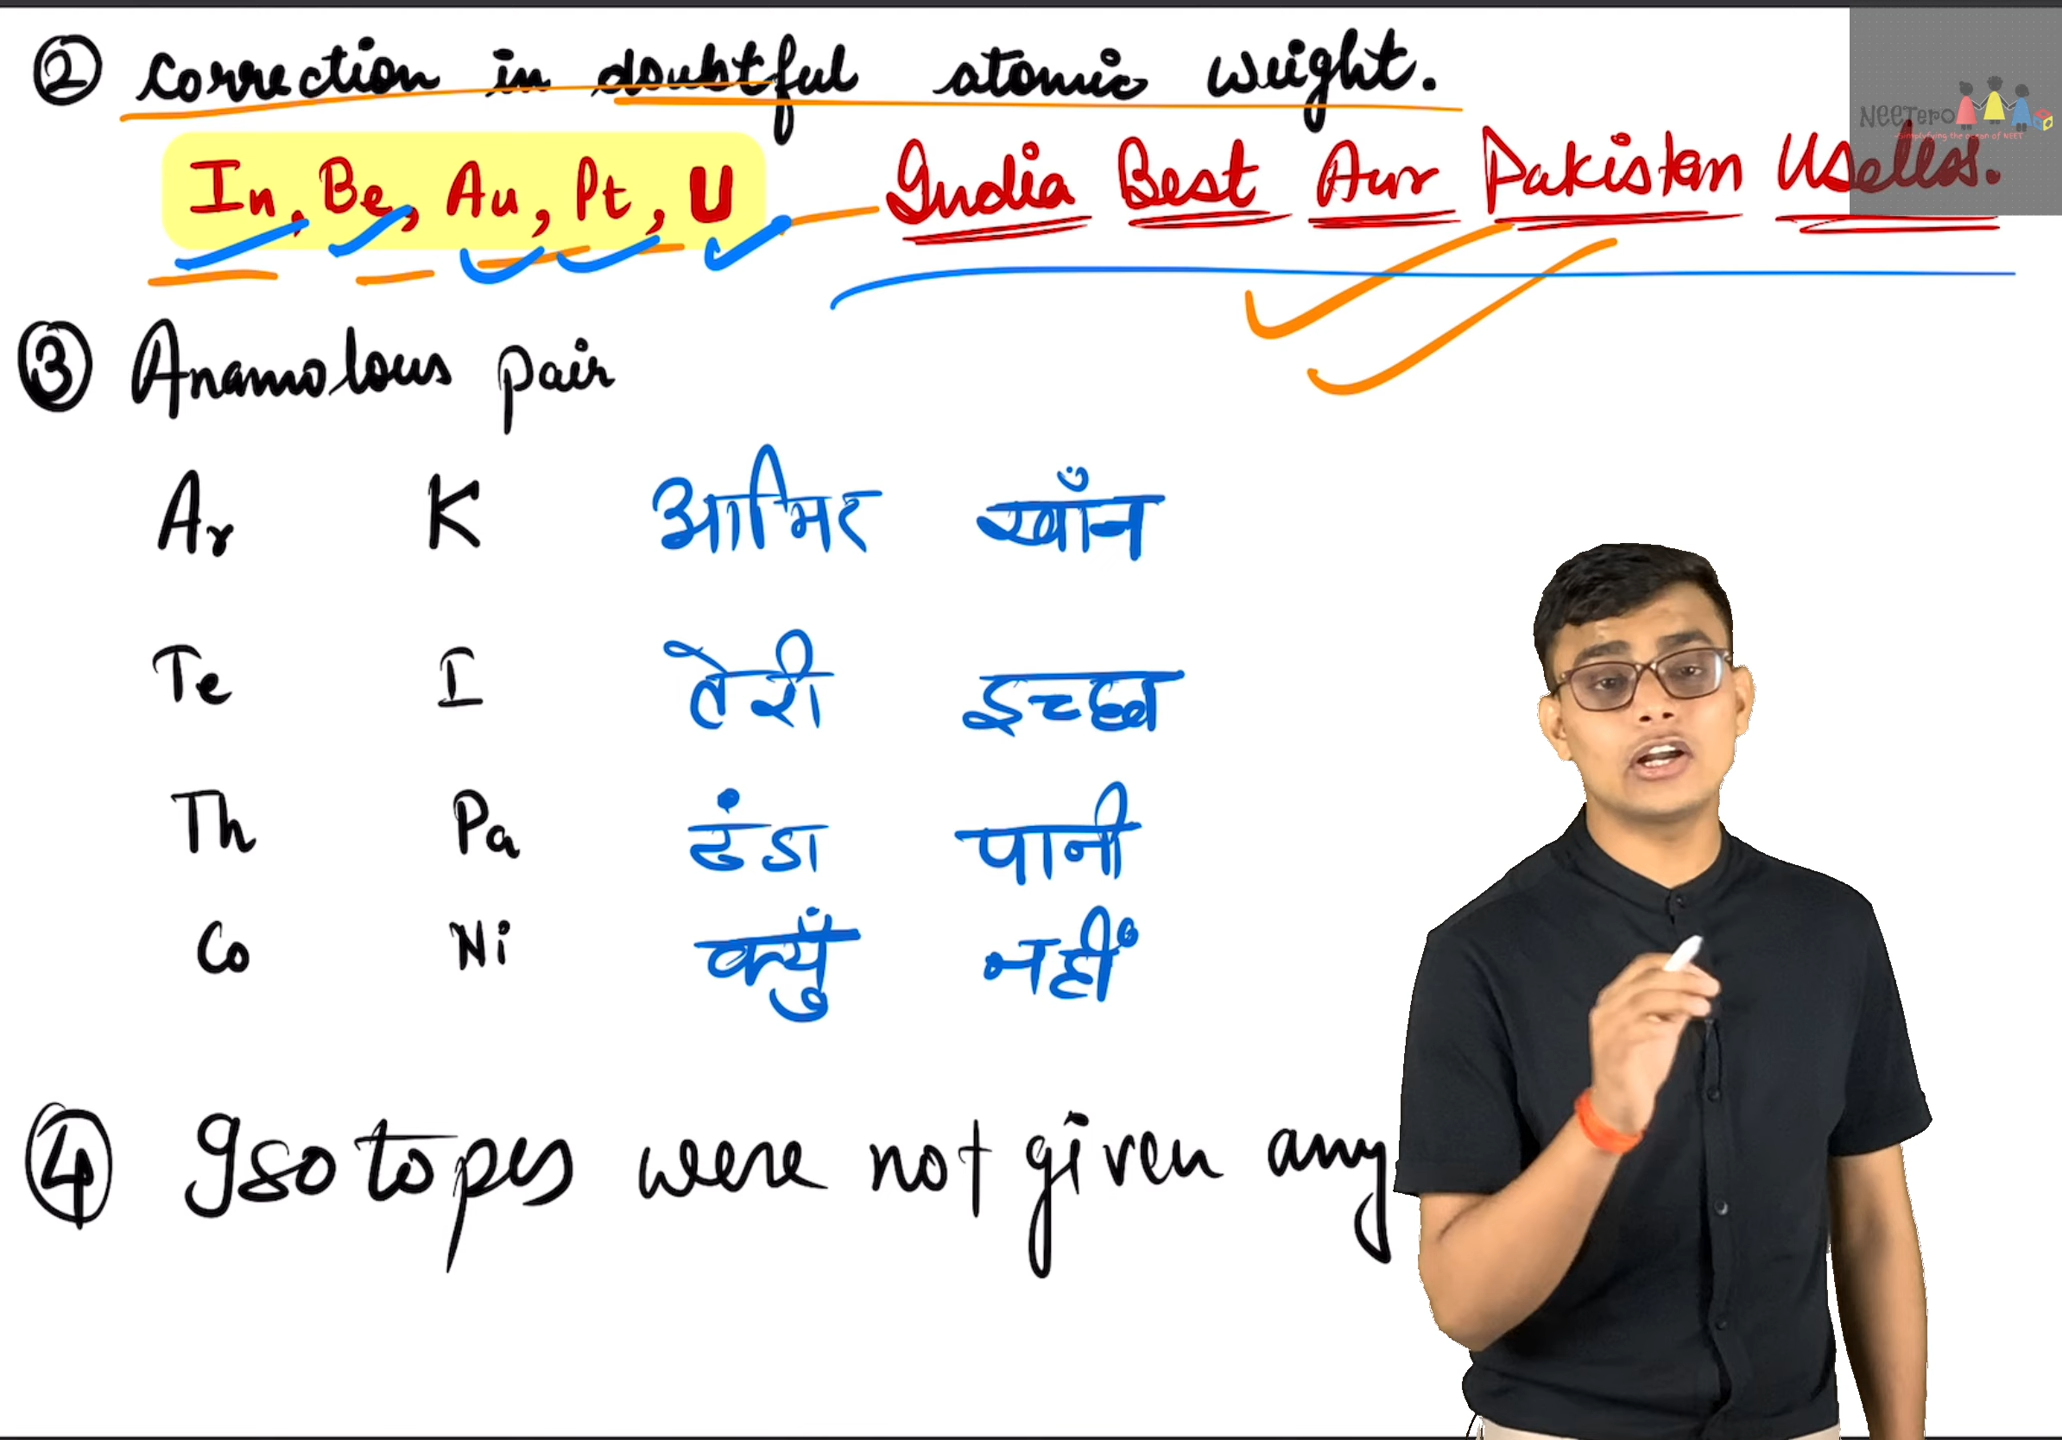 ② Correction in doubtful atomic weight.
NEETero
In, Be, Au, Pt, U India Best Aur Pakistan Useless.
③ Anamolous pair
Ar K आमिर खाँन
Te I तेरी इच्छा
Th Pa ठंडा पानी
Co Ni क्युँ नहीं
④ Isotopes were not given any